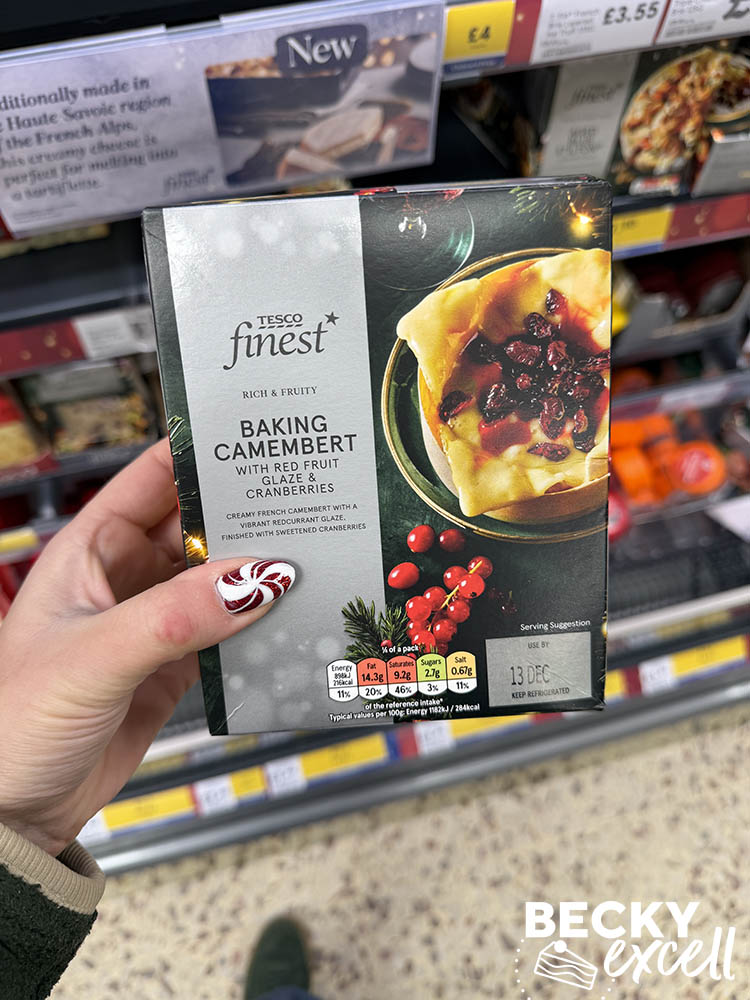 New
£4
£3.55
ditionally made in
Haute Savoie region
the French Alps,
his creamy cheese is
perfect for melting into
a tartiflette.
finest
finest
TESCO
finest
RICH & FRUITY
BAKING
CAMEMBERT
WITH RED FRUIT
GLAZE &
CRANBERRIES
CREAMY FRENCH CAMEMBERT WITH A
VIBRANT REDCURRANT GLAZE,
FINISHED WITH SWEETENED CRANBERRIES
Serving Suggestion
USE BY
13 DEC
KEEP REFRIGERATED
of a pack
Energy 898kJ 216kcal 11%
Fat 14.3g 20%
Saturates 9.2g 46%
Sugars 2.7g 3%
Salt 0.67g 11%
of the reference intake*
Typical values per 100g: Energy 1182kJ / 284kcal
BECKY
excell